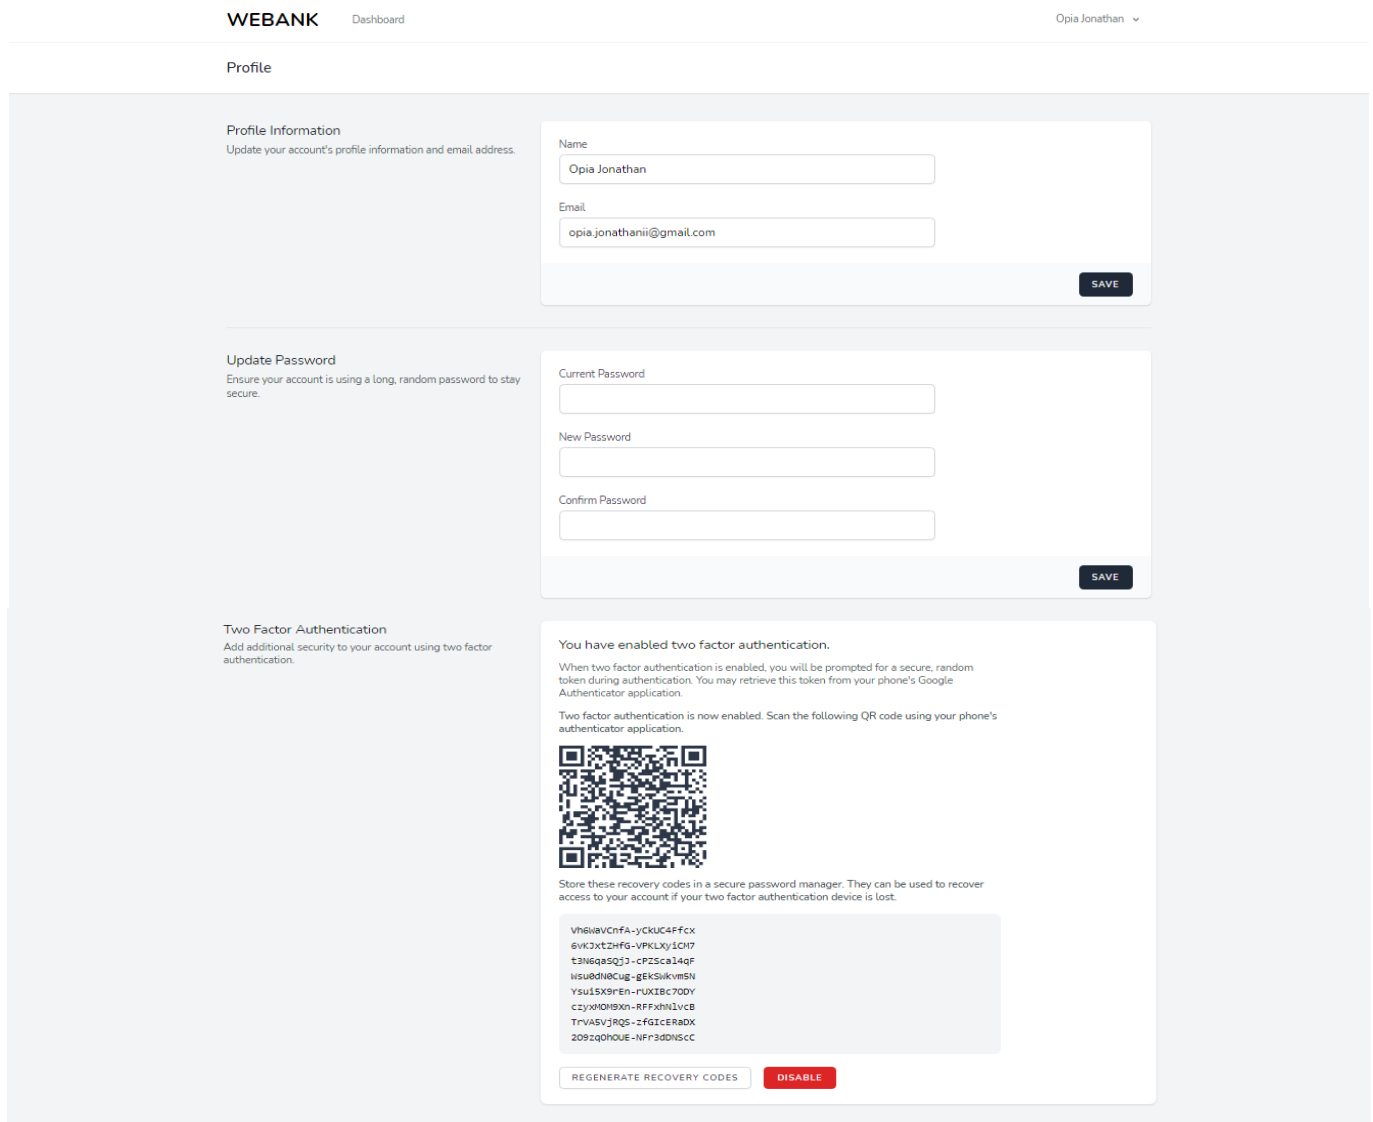 WEBANK
Dashboard
Opia Jonathan
Profile
Profile Information
Update your account's profile information and email address.
Name
Opia Jonathan
Email
opia.jonathanii@gmail.com
SAVE
Update Password
Ensure your account is using a long, random password to stay
secure.
Current Password
New Password
Confirm Password
SAVE
Two Factor Authentication
Add additional security to your account using two factor
authentication.
You have enabled two factor authentication.
When two factor authentication is enabled, you will be prompted for a secure, random
token during authentication. You may retrieve this token from your phone's Google
Authenticator application.
Two factor authentication is now enabled. Scan the following QR code using your phone's
authenticator application.
Store these recovery codes in a secure password manager. They can be used to recover
access to your account if your two factor authentication device is lost.
Vh6WaVCnfA-yCkUC4Ffcx
6vKJxtZHfG-VPKLXyiCM7
t3N6qaSQjJ-cPZScal4qF
Wsu0dN0Cug-gEkSWkvm5N
Ysui5X9rEn-rUXIBc7ODY
czyxMOM9Xn-RFFxhNlvcB
TrVA5VjRQS-zfGIcERaDX
2O9zqOhOUE-NFr3dDNScC
REGENERATE RECOVERY CODES
DISABLE